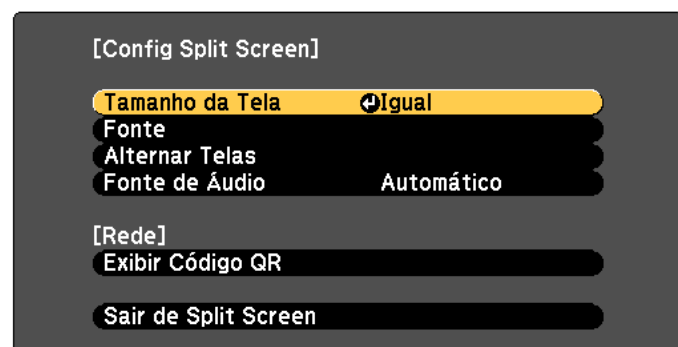 [Config Split Screen]
Tamanho da Tela Igual
Fonte
Alternar Telas
Fonte de Áudio Automático
[Rede]
Exibir Código QR
Sair de Split Screen